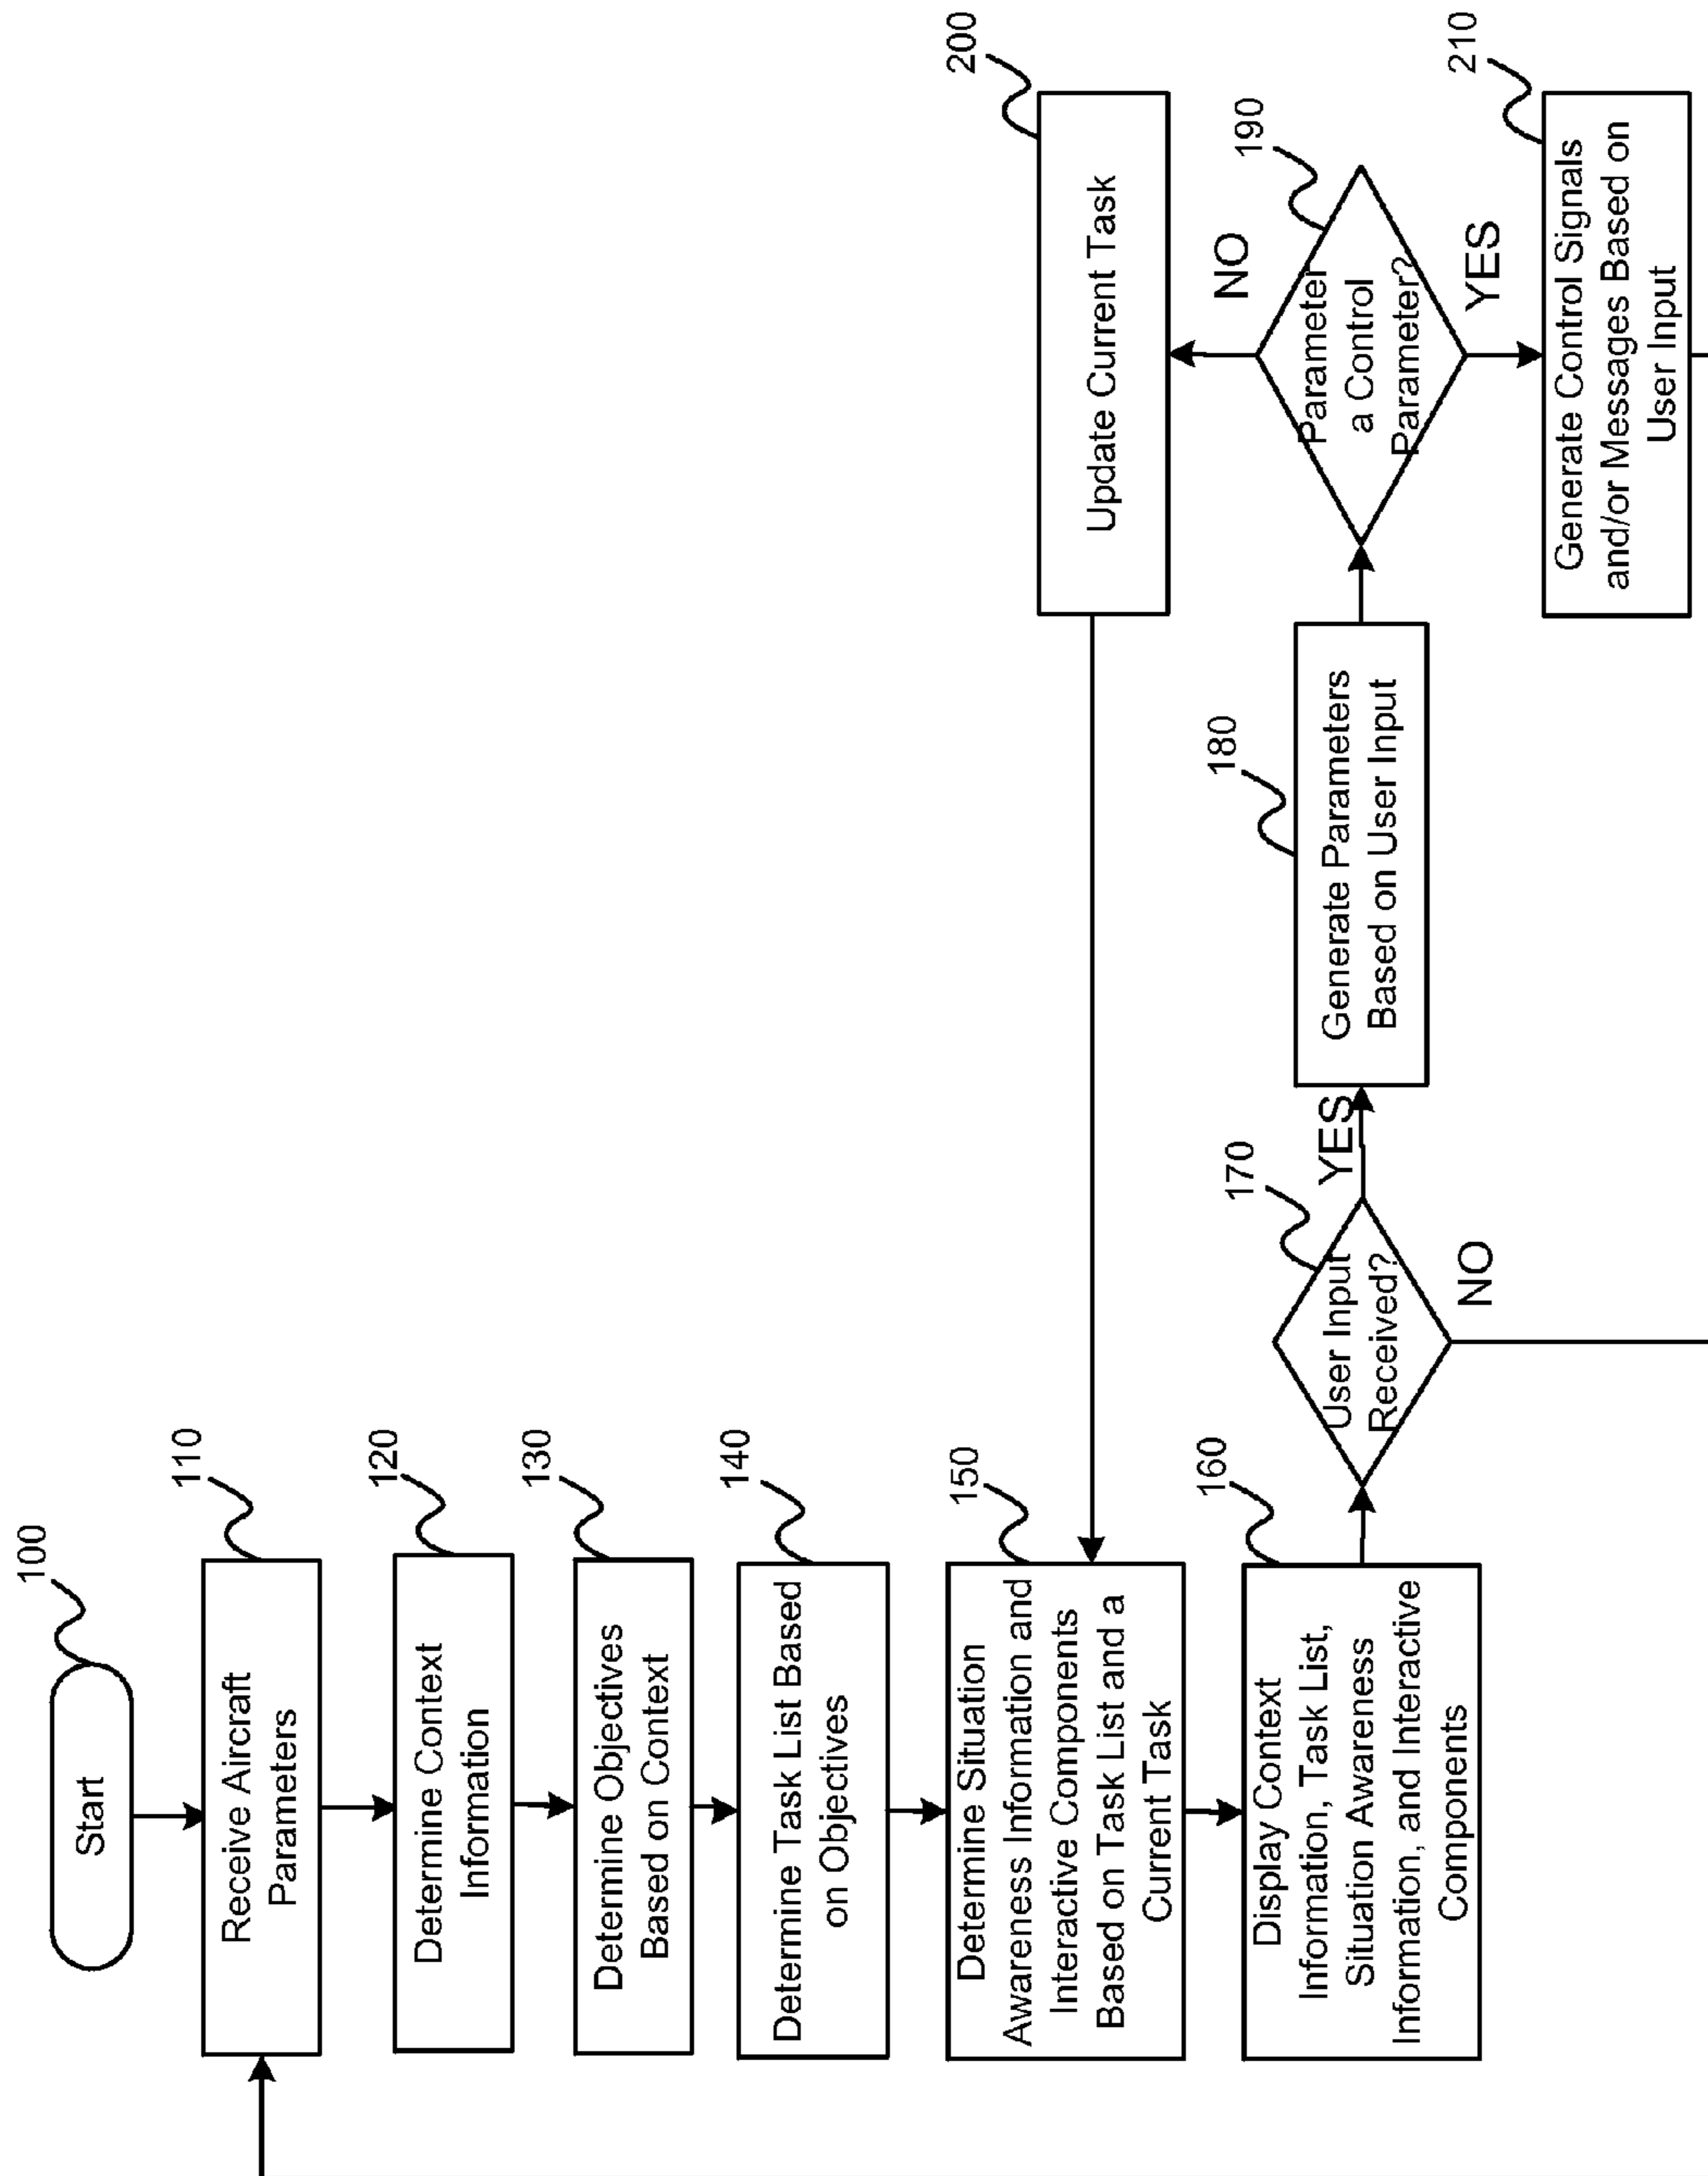 100
Start
110
Receive Aircraft
Parameters
120
Determine Context
Information
130
Determine Objectives
Based on Context
140
Determine Task List Based
on Objectives
150
Determine Situation
Awareness Information and
Interactive Components
Based on Task List and a
Current Task
160
Display Context
Information, Task List,
Situation Awareness
Information, and Interactive
Components
170
User Input
Received?
YES
NO
180
Generate Parameters
Based on User Input
190
Parameter
a Control
Parameter?
NO
YES
200
Update Current Task
210
Generate Control Signals
and/or Messages Based on
User Input